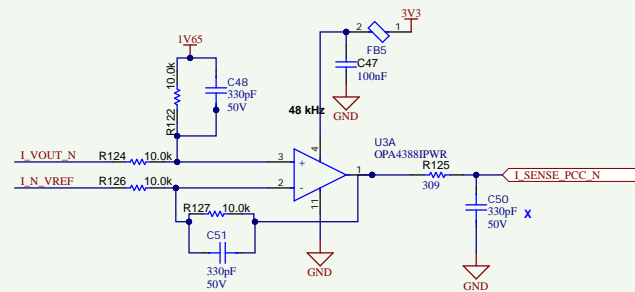 3V3
1V65
2
1
FB5
C47
100nF
GND
10.0k
R122
C48
330pF
50V
48 kHz
U3A
OPA4388IPWR
I_VOUT_N
R124
10.0k
3
+
4
1
R125
309
I_SENSE_PCC_N
I_N_VREF
R126
10.0k
2
-
11
R127
10.0k
C51
330pF
50V
C50
330pF
50V
X
GND
GND